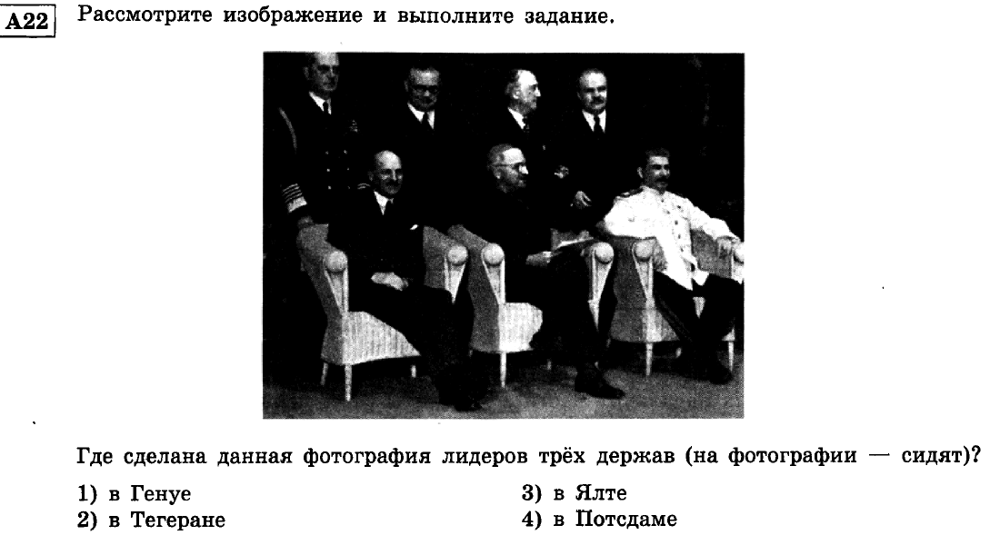 А22 Рассмотрите изображение и выполните задание.
Где сделана данная фотография лидеров трёх держав (на фотографии — сидят)?
1) в Генуе 3) в Ялте
2) в Тегеране 4) в Потсдаме